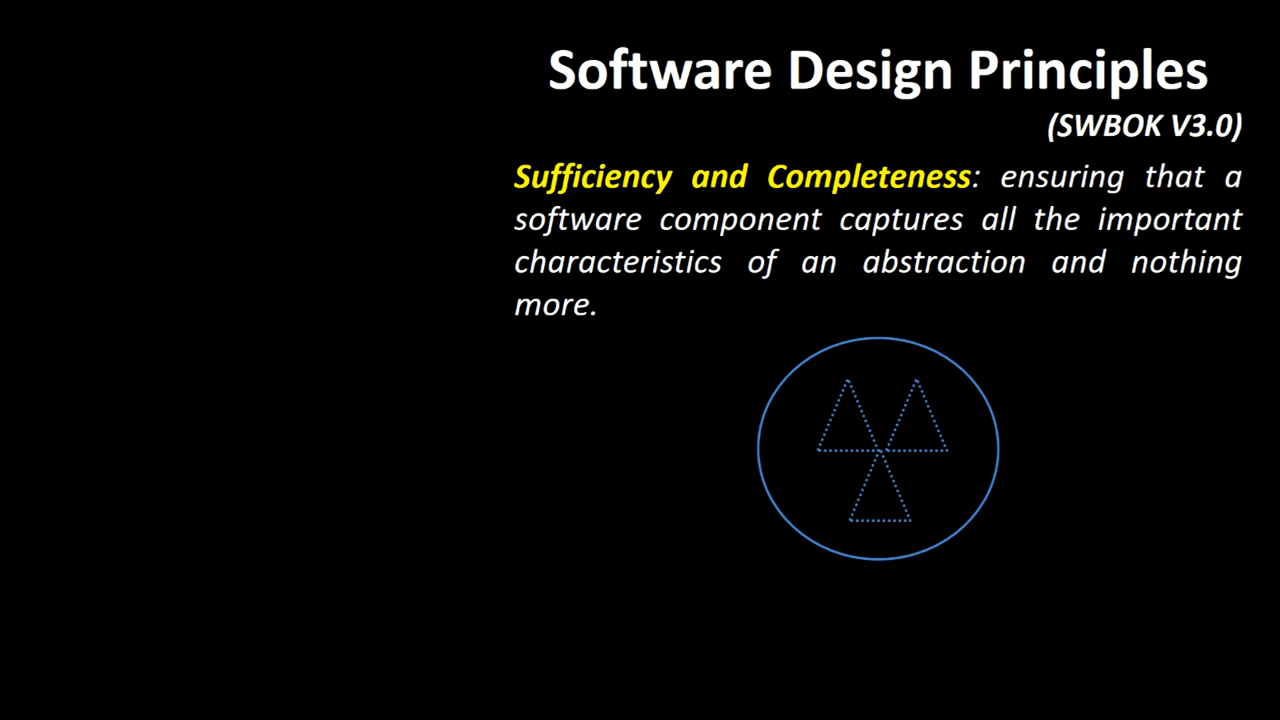 Software Design Principles
(SWBOK V3.0)
Sufficiency and Completeness: ensuring that a
software component captures all the important
characteristics of an abstraction and nothing
more.